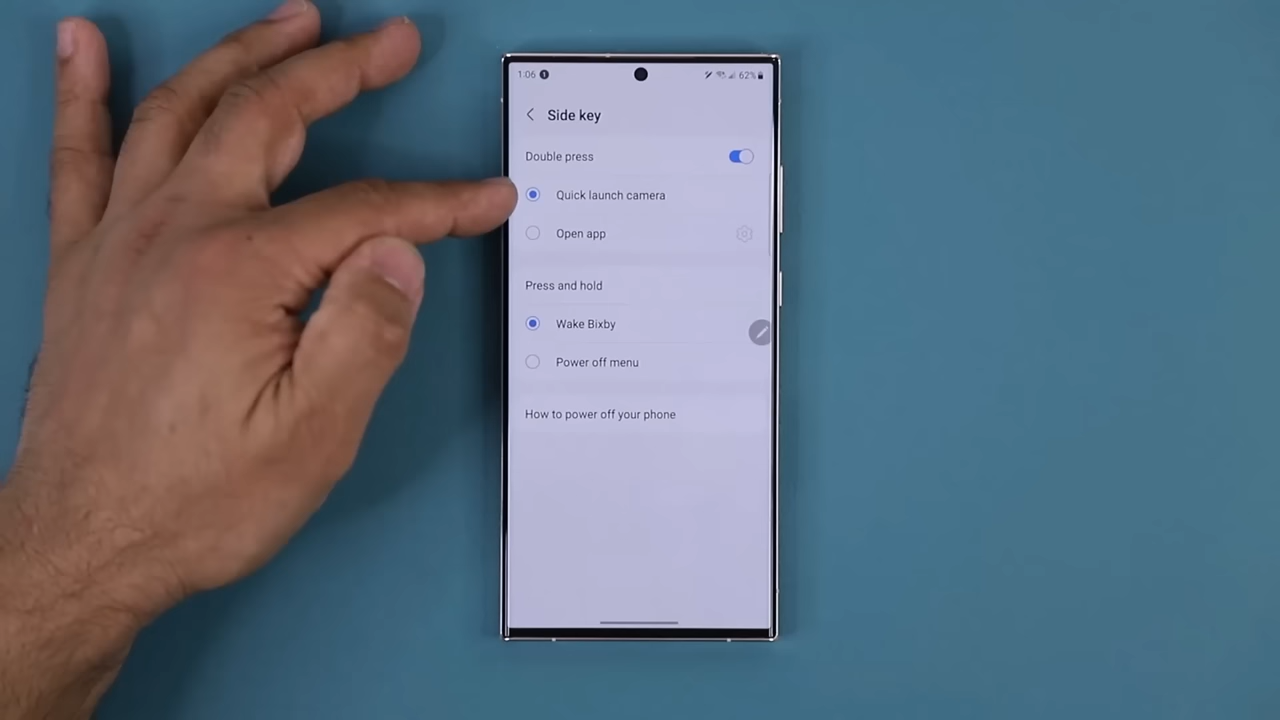 1:06
62%
Side key
Double press
Quick launch camera
Open app
Press and hold
Wake Bixby
Power off menu
How to power off your phone